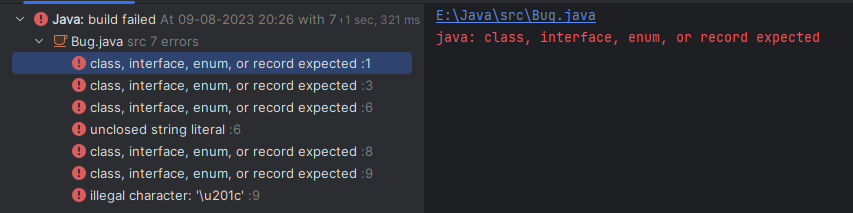 Java: build failed At 09-08-2023 20:26 with 7 e 1 sec, 321 ms
Bug.java src 7 errors
class, interface, enum, or record expected :1
class, interface, enum, or record expected :3
class, interface, enum, or record expected :6
unclosed string literal :6
class, interface, enum, or record expected :8
class, interface, enum, or record expected :9
illegal character: '\u201c' :9
E:\Java\src\Bug.java
java: class, interface, enum, or record expected